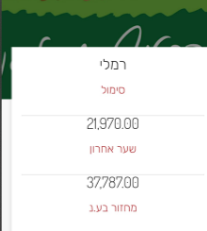 רמלי
סימול
21,970.00
שער אחרון
37,787.00
מחזור בע.נ